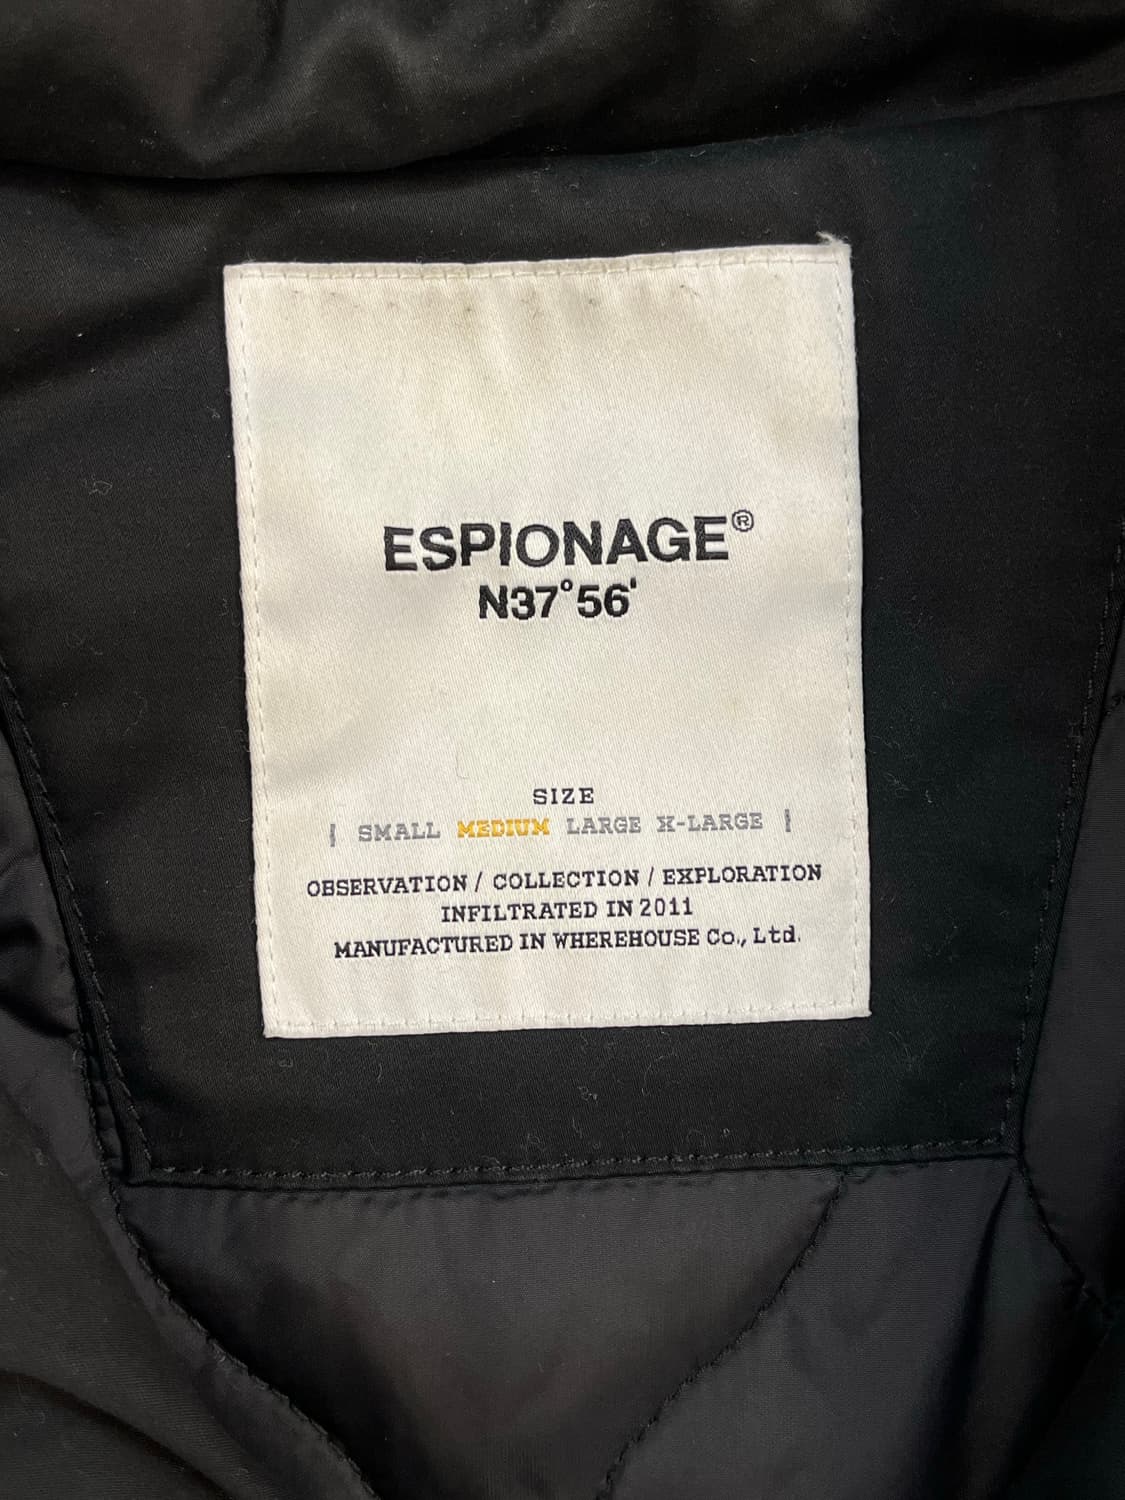 ESPIONAGE®
N37°56'
SIZE
| SMALL MEDIUM LARGE X-LARGE |
OBSERVATION / COLLECTION / EXPLORATION
INFILTRATED IN 2011
MANUFACTURED IN WHEREHOUSE Co., Ltd.